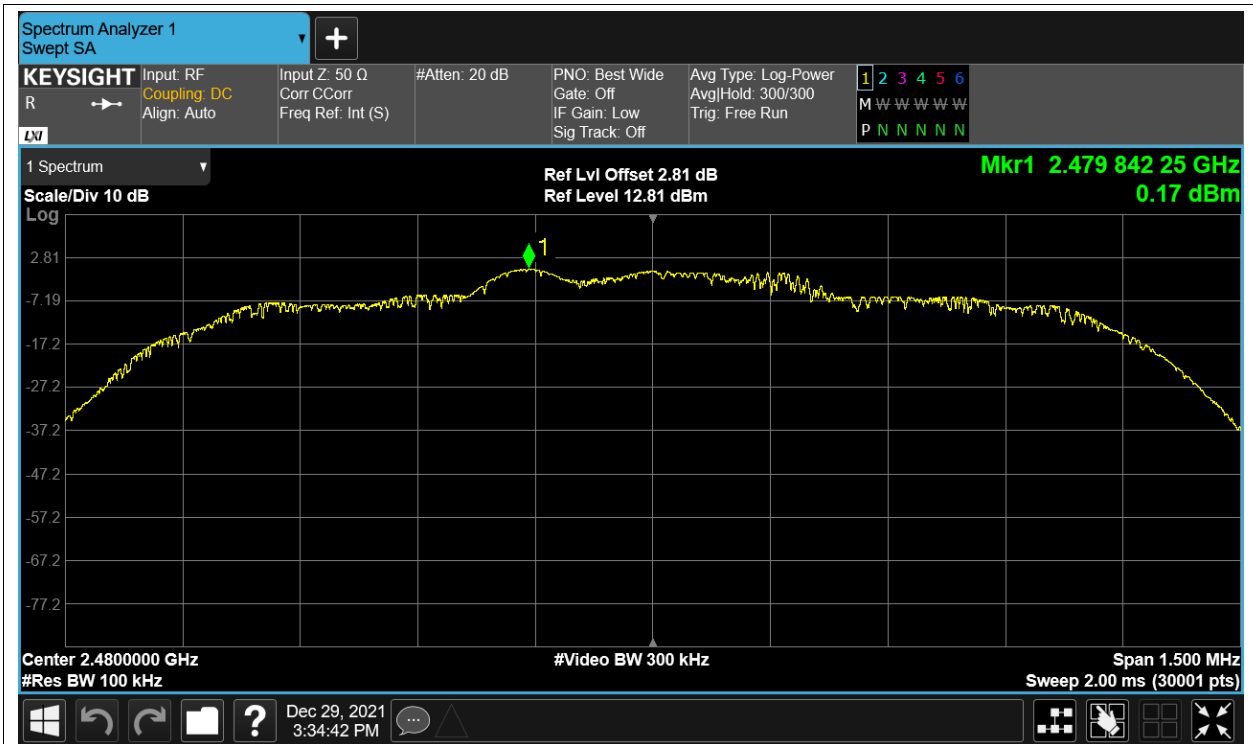 Spectrum Analyzer 1
Swept SA
KEYSIGHT
R
LXI
Input: RF
Coupling: DC
Align: Auto
Input Z: 50 Ω
Corr CCorr
Freq Ref: Int (S)
#Atten: 20 dB
PNO: Best Wide
Gate: Off
IF Gain: Low
Sig Track: Off
Avg Type: Log-Power
Avg|Hold: 300/300
Trig: Free Run
1 2 3 4 5 6
M W W W W W W
P N N N N N N
1 Spectrum
Scale/Div 10 dB
Log
Ref Lvl Offset 2.81 dB
Ref Level 12.81 dBm
Mkr1 2.479 842 25 GHz
0.17 dBm
1
2.81
-7.19
-17.2
-27.2
-37.2
-47.2
-57.2
-67.2
-77.2
Center 2.4800000 GHz
#Res BW 100 kHz
#Video BW 300 kHz
Span 1.500 MHz
Sweep 2.00 ms (30001 pts)
?
Dec 29, 2021
3:34:42 PM